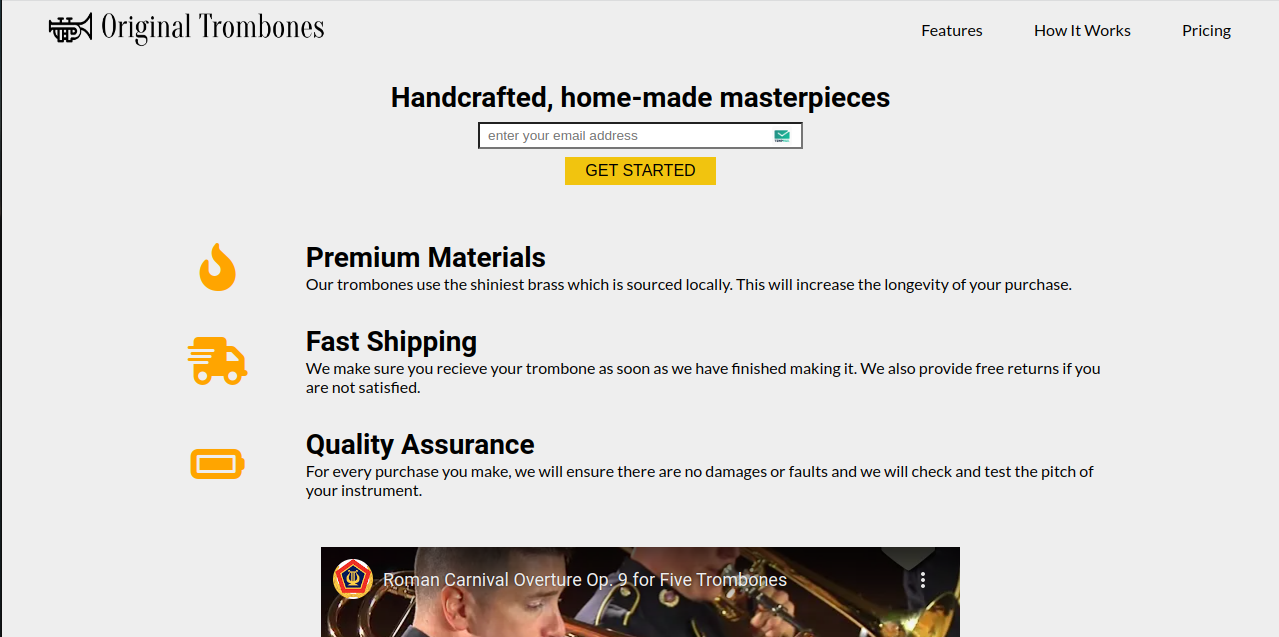 Original Trombones
Features
How It Works
Pricing
Handcrafted, home-made masterpieces
enter your email address
GET STARTED
Premium Materials
Our trombones use the shiniest brass which is sourced locally. This will increase the longevity of your purchase.
Fast Shipping
We make sure you recieve your trombone as soon as we have finished making it. We also provide free returns if you
are not satisfied.
Quality Assurance
For every purchase you make, we will ensure there are no damages or faults and we will check and test the pitch of
your instrument.
Roman Carnival Overture Op. 9 for Five Trombones